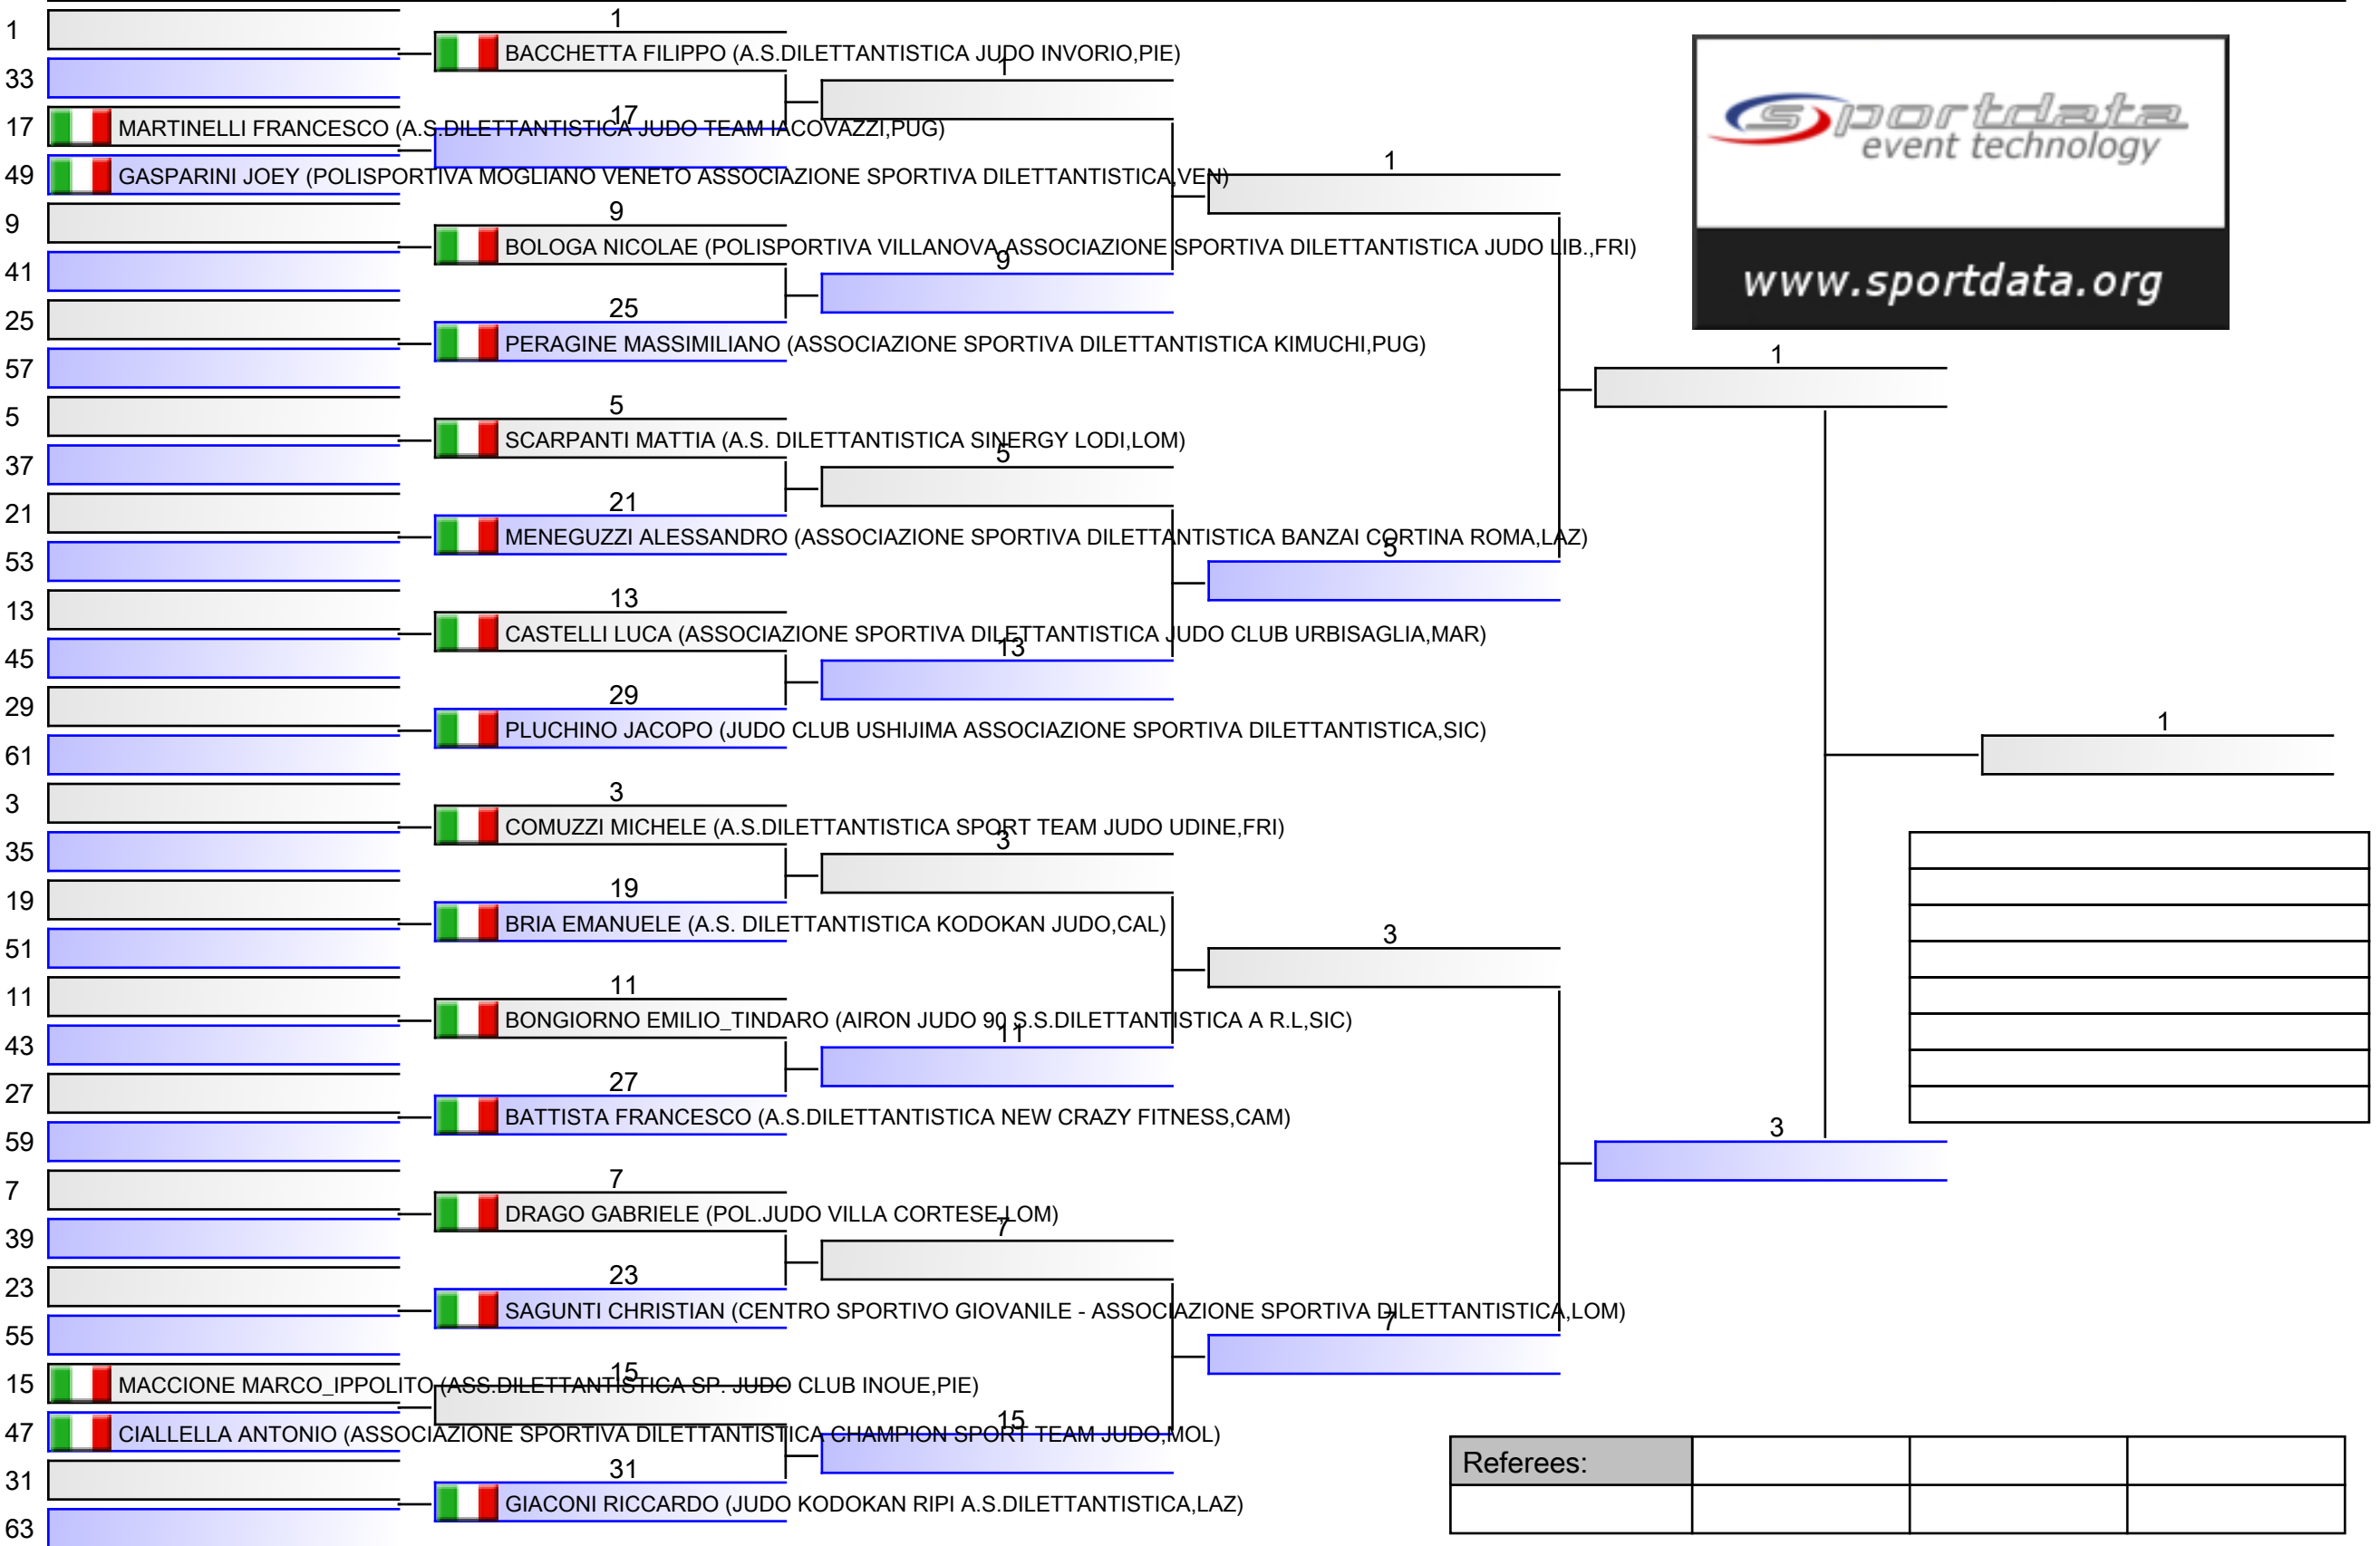 1
1
BACCHETTA FILIPPO (A.S.DILETTANTISTICA JUDO INVORIO,PIE)
33
1
17
MARTINELLI FRANCESCO (A.S.DILETTANTISTICA JUDO TEAM IACOVAZZI,PUG)
17
49
GASPARINI JOEY (POLISPORTIVA MOGLIANO VENETO ASSOCIAZIONE SPORTIVA DILETTANTISTICA,VEN)
1
sportdata
event technology
www.sportdata.org
9
9
BOLOGA NICOLAE (POLISPORTIVA VILLANOVA ASSOCIAZIONE SPORTIVA DILETTANTISTICA JUDO LIB.,FRI)
41
9
25
25
PERAGINE MASSIMILIANO (ASSOCIAZIONE SPORTIVA DILETTANTISTICA KIMUCHI,PUG)
57
1
5
5
SCARPANTI MATTIA (A.S. DILETTANTISTICA SINERGY LODI,LOM)
37
5
21
21
MENEGUZZI ALESSANDRO (ASSOCIAZIONE SPORTIVA DILETTANTISTICA BANZAI CORTINA ROMA,LAZ)
53
5
13
13
CASTELLI LUCA (ASSOCIAZIONE SPORTIVA DILETTANTISTICA JUDO CLUB URBISAGLIA,MAR)
45
13
29
29
PLUCHINO JACOPO (JUDO CLUB USHIJIMA ASSOCIAZIONE SPORTIVA DILETTANTISTICA,SIC)
61
1
3
3
COMUZZI MICHELE (A.S.DILETTANTISTICA SPORT TEAM JUDO UDINE,FRI)
35
3
19
19
BRIA EMANUELE (A.S. DILETTANTISTICA KODOKAN JUDO,CAL)
51
3
11
11
BONGIORNO EMILIO_TINDARO (AIRON JUDO 90 S.S.DILETTANTISTICA A R.L,SIC)
43
11
27
27
BATTISTA FRANCESCO (A.S.DILETTANTISTICA NEW CRAZY FITNESS,CAM)
59
3
7
7
DRAGO GABRIELE (POL.JUDO VILLA CORTESE,LOM)
39
7
23
23
SAGUNTI CHRISTIAN (CENTRO SPORTIVO GIOVANILE - ASSOCIAZIONE SPORTIVA DILETTANTISTICA,LOM)
55
7
15
MACCIONE MARCO_IPPOLITO (ASS.DILETTANTISTICA SP. JUDO CLUB INOUE,PIE)
15
47
CIALLELLA ANTONIO (ASSOCIAZIONE SPORTIVA DILETTANTISTICA CHAMPION SPORT TEAM JUDO,MOL)
15
31
31
GIACONI RICCARDO (JUDO KODOKAN RIPI A.S.DILETTANTISTICA,LAZ)
63
Referees: